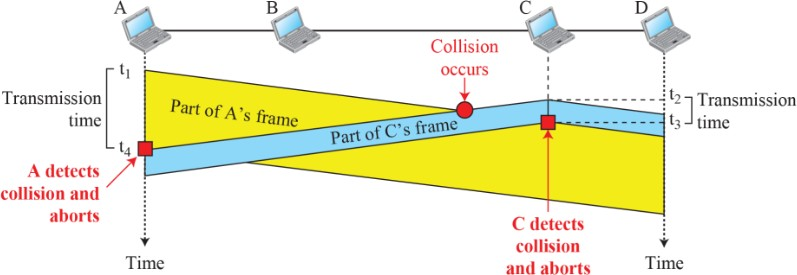 A
B
C
D
Collision
occurs
t1
t2
Transmission
time
Transmission
time
Part of A's frame
Part of C's frame
t3
t4
A detects
collision and
aborts
C detects
collision
and aborts
Time
Time